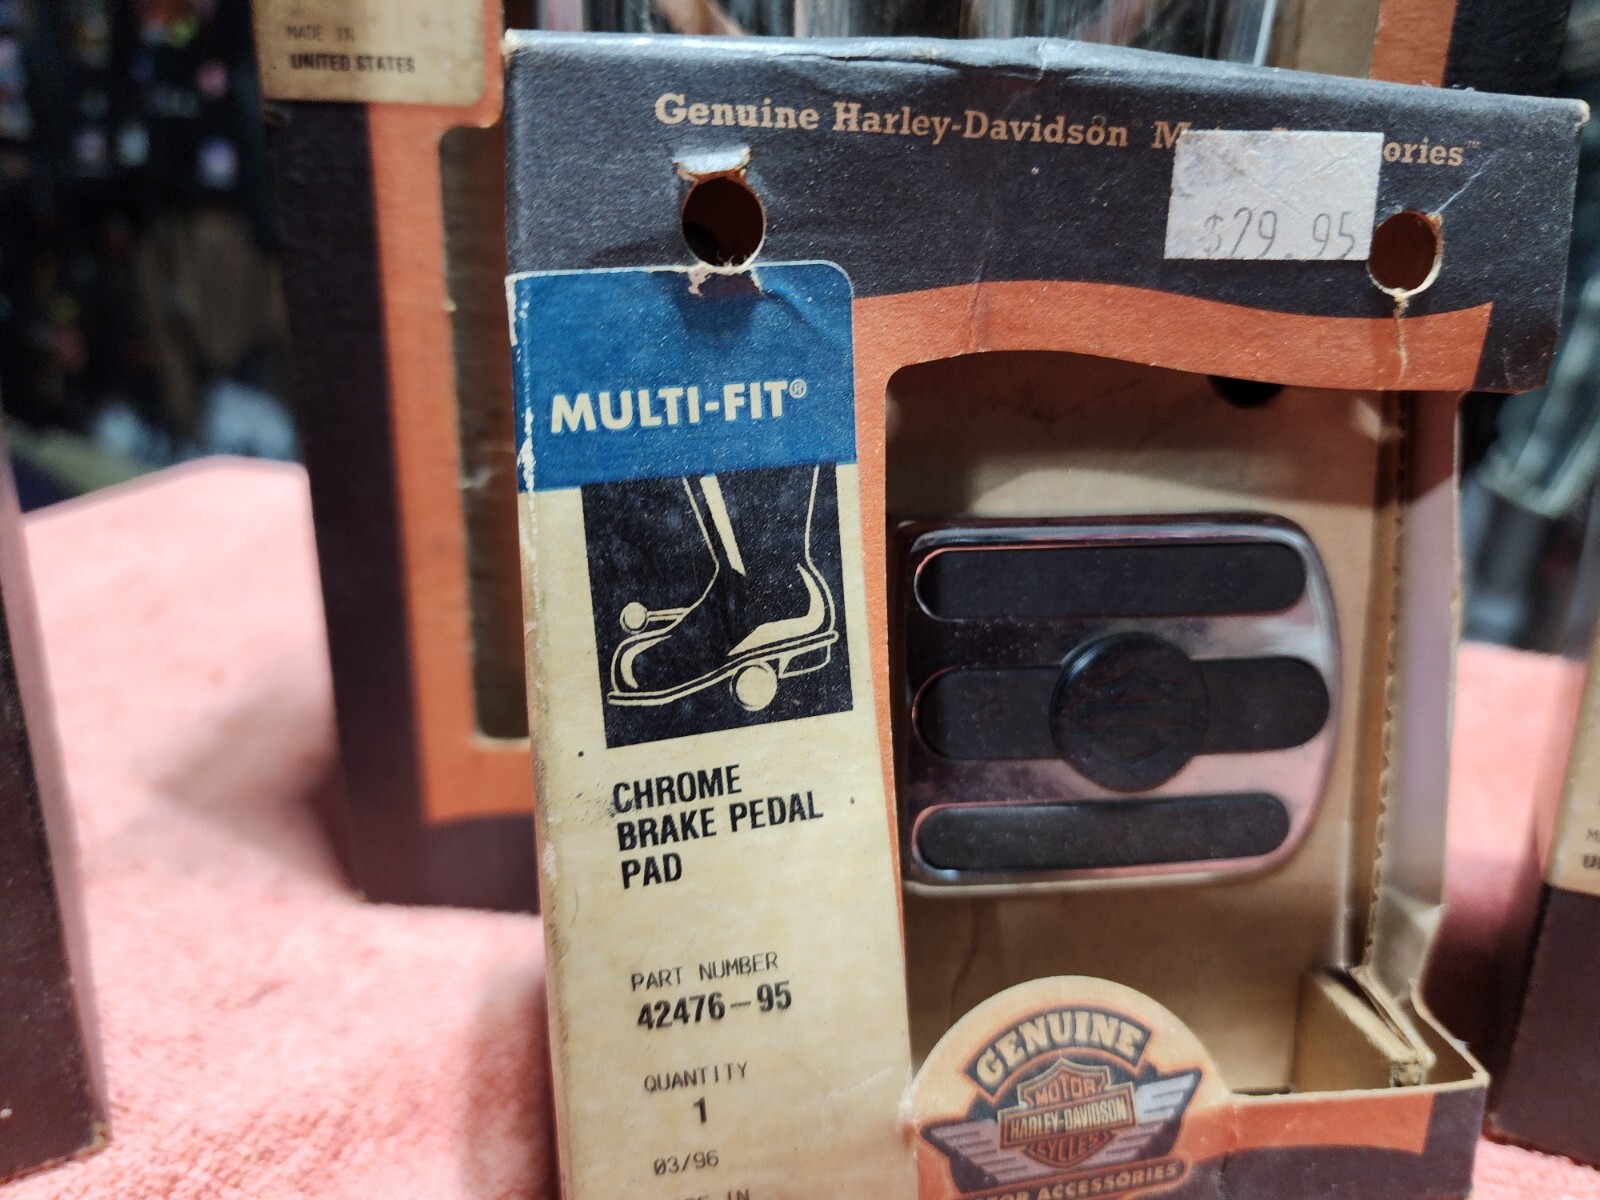 MADE IN
UNITED STATES
Genuine Harley-Davidson
$29.95
MULTI-FIT®
CHROME
BRAKE PEDAL
PAD
PART NUMBER
42476-95
QUANTITY
1
03/96
IN
GENUINE
MOTOR
HARLEY-DAVIDSON
CYCLES
ACCESSORIES